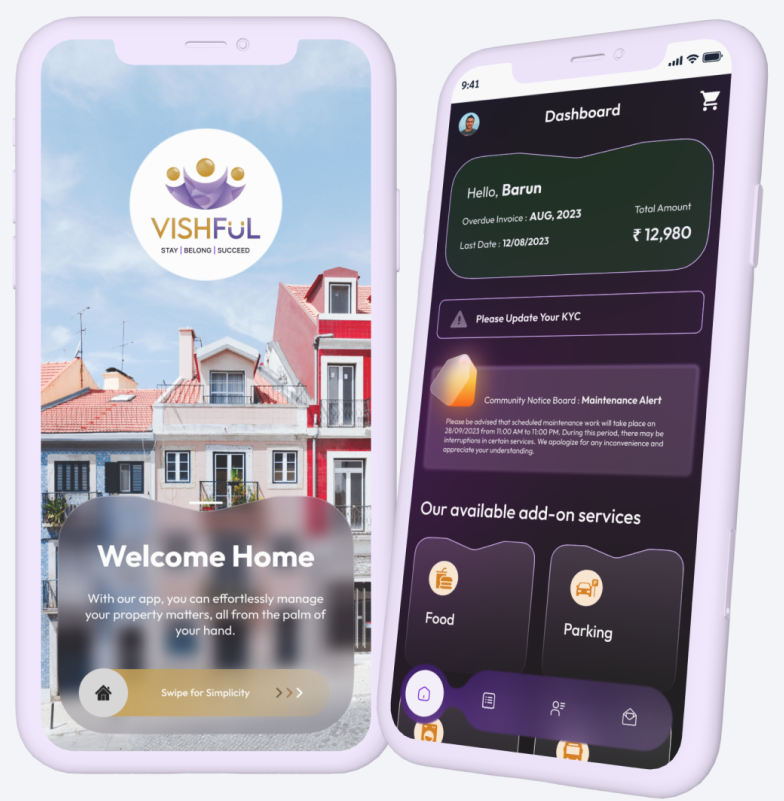 VISHFUL
STAY | BELONG | SUCCEED
Welcome Home
With our app, you can effortlessly manage
your property matters, all from the palm of
your hand.
Swipe for Simplicity
9:41
Dashboard
Hello, Barun
Overdue Invoice : AUG, 2023
Total Amount
Last Date : 12/08/2023
₹ 12,980
Please Update Your KYC
Community Notice Board : Maintenance Alert
Please be advised that scheduled maintenance work will take place on
28/09/2023 from 11:00 AM to 11:00 PM. During this period, there may be
interruptions in certain services. We apologize for any inconvenience and
appreciate your understanding.
Our available add-on services
Food
Parking